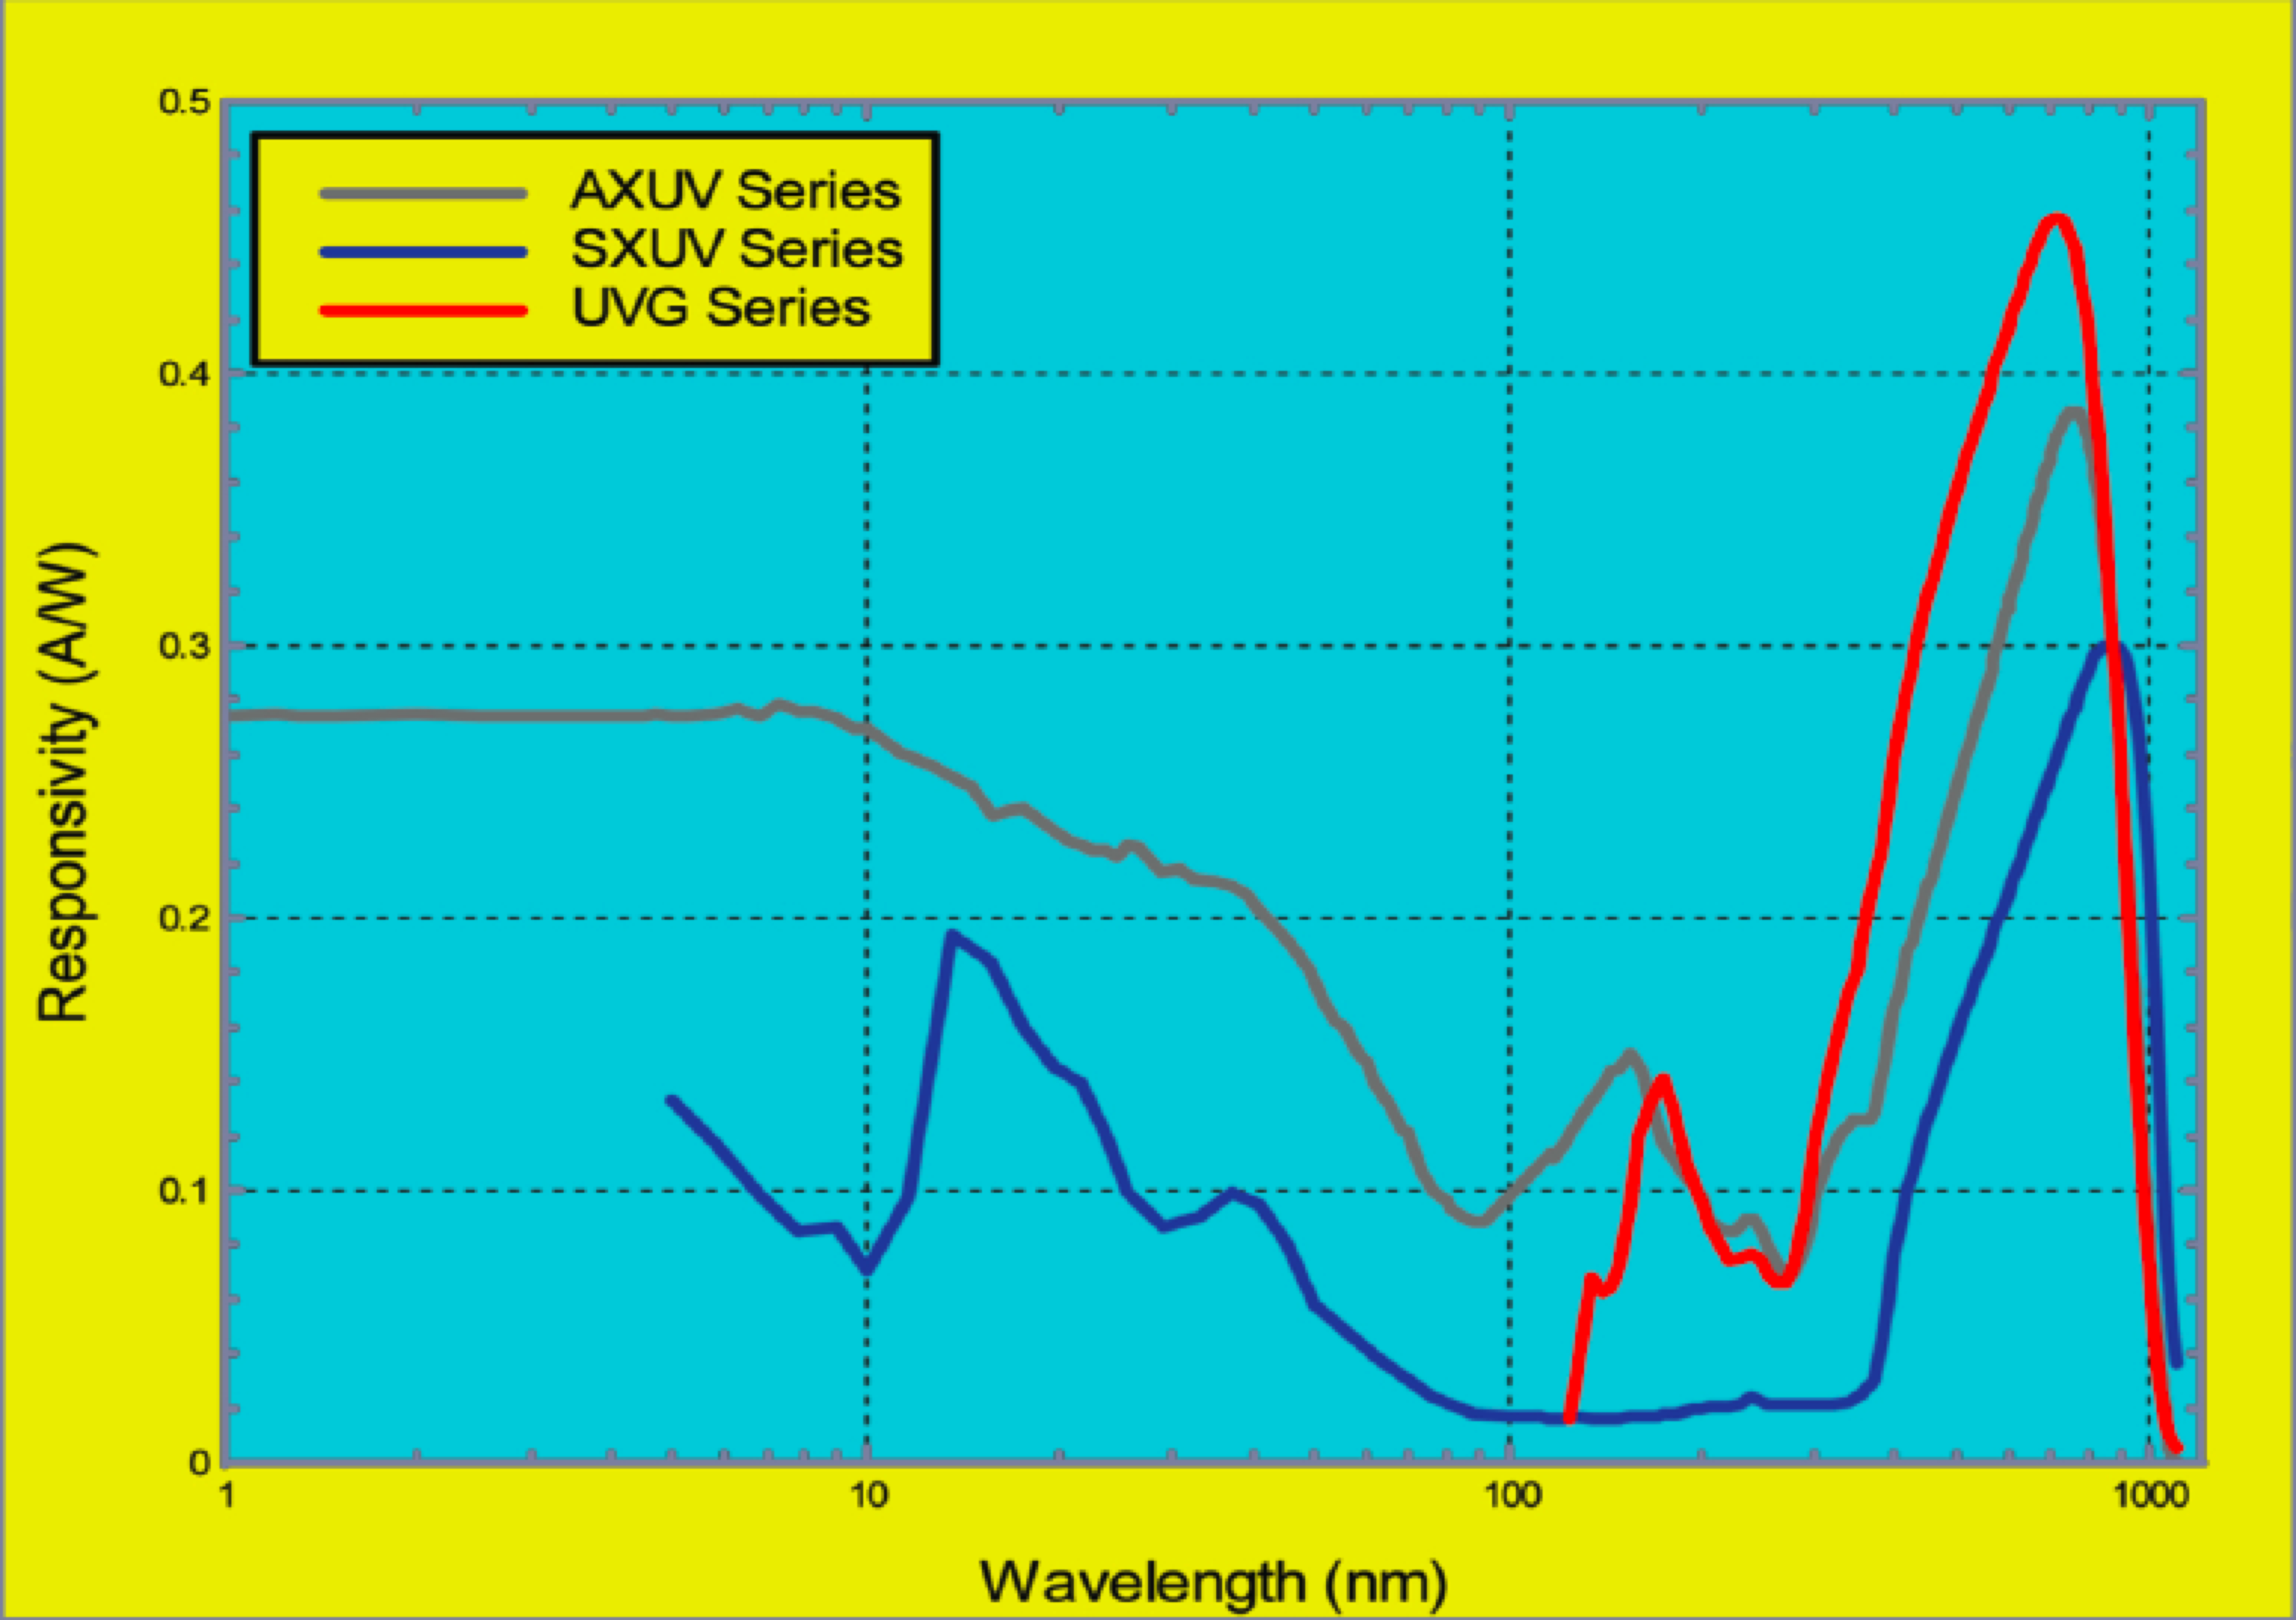 0.5
AXUV Series
SXUV Series
UVG Series
0.4
0.3
0.2
0.1
0
Responsivity (A/W)
1 10 100 1000
Wavelength (nm)